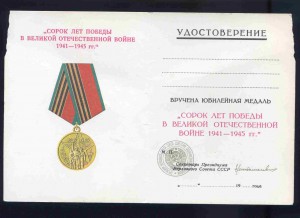 "СОРОК ЛЕТ ПОБЕДЫ
В ВЕЛИКОЙ ОТЕЧЕСТВЕННОЙ ВОЙНЕ
1941—1945 гг."
УДОСТОВЕРЕНИЕ
ВРУЧЕНА ЮБИЛЕЙНАЯ МЕДАЛЬ
"СОРОК ЛЕТ ПОБЕДЫ
В ВЕЛИКОЙ ОТЕЧЕСТВЕННОЙ
ВОЙНЕ 1941—1945 гг."
Секретарь Президиума
Верховного Совета СССР